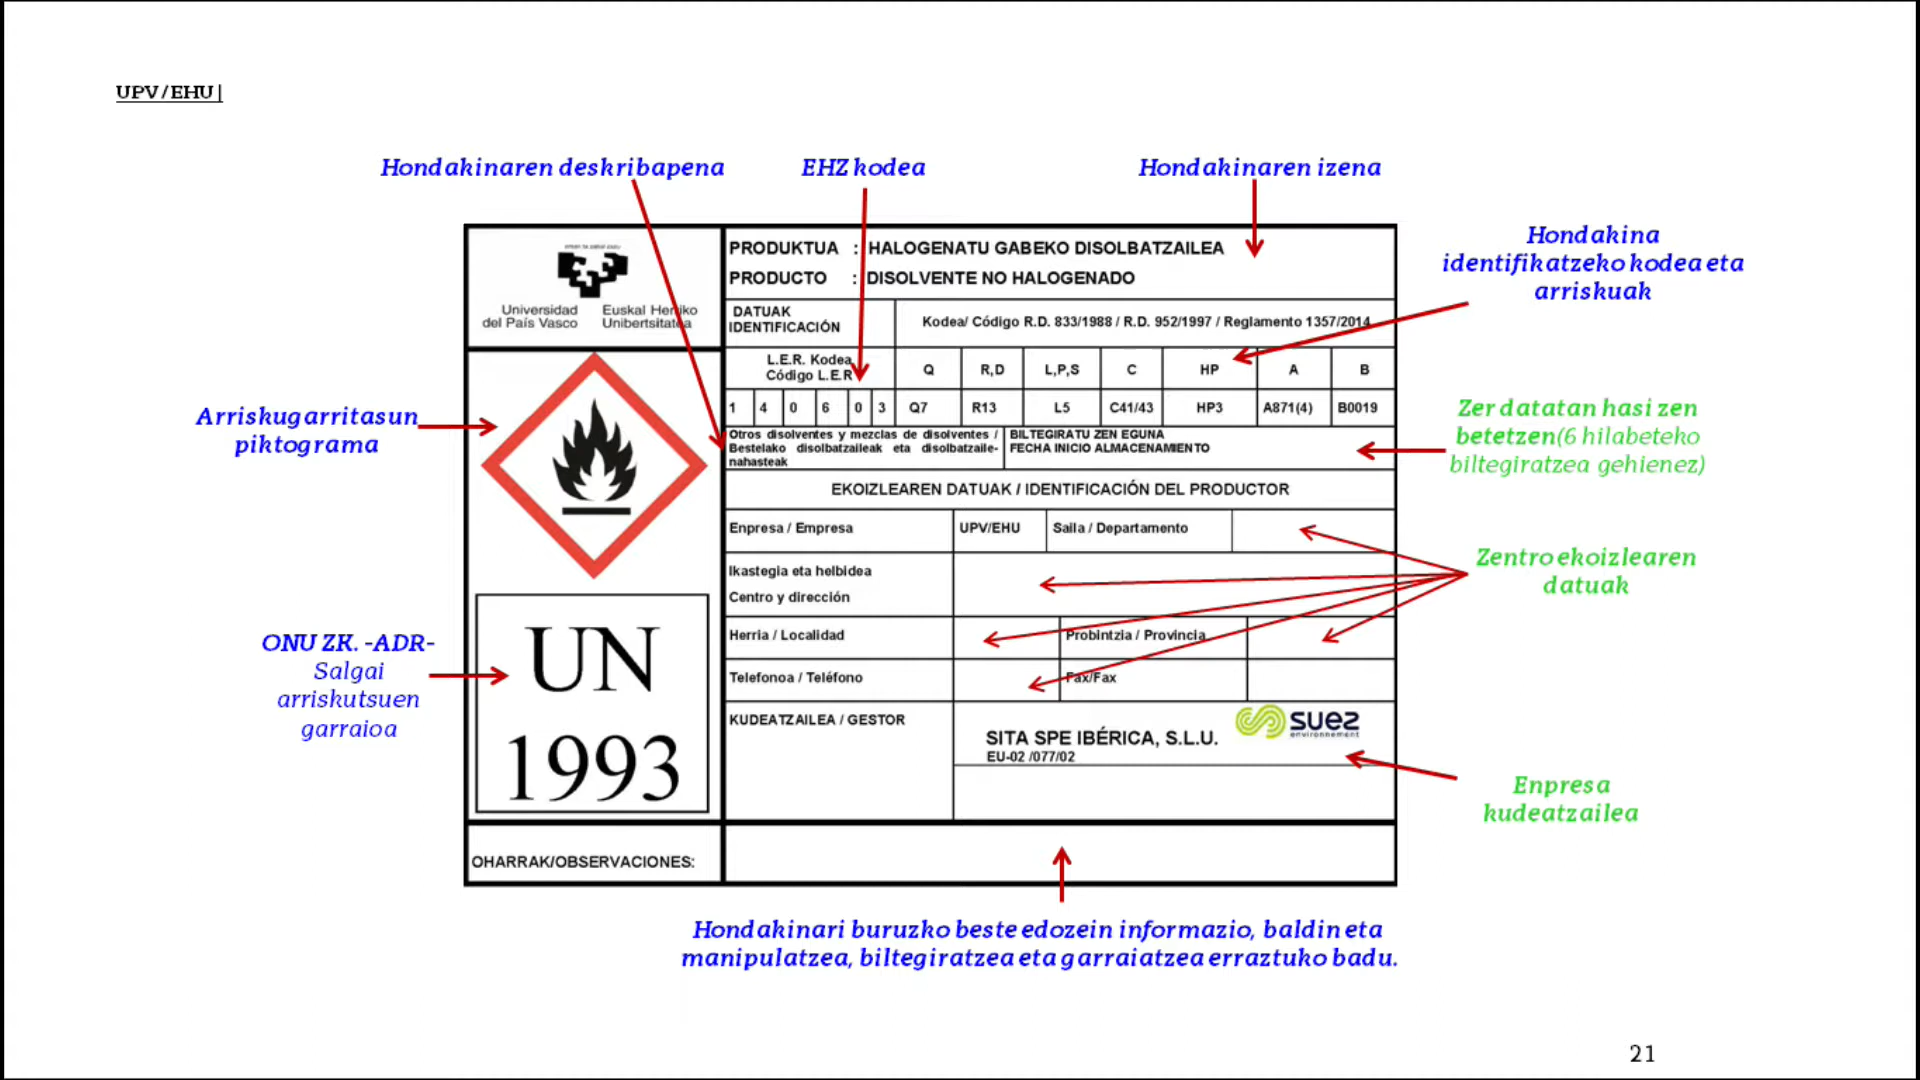 UPV/EHU|
Hondakinaren deskribapena
EHZ kodea
Hondakinaren izena
Hondakina
identifikatzeko kodea eta
arriskuak
Universidad
del País Vasco
Euskal Herriko
Unibertsitatea
PRODUKTUA : HALOGENATU GABEKO DISOLBATZAILEA
PRODUCTO : DISOLVENTE NO HALOGENADO
DATUAK
IDENTIFICACIÓN
Kodea/ Código R.D. 833/1988 / R.D. 952/1997 / Reglamento 1357/2014
L.E.R. Kodea
Código L.E.R
Q R,D L,P,S C HP A B
1 4 0 6 0 3 Q7 R13 L5 C41/43 HP3 A871(4) B0019
Otros disolventes y mezclas de disolventes /
Bestelako disolbatzaileak eta disolbatzaile-
nahasteak
BILTEGIRATU ZEN EGUNA
FECHA INICIO ALMACENAMIENTO
Arriskugarritasun
piktograma
Zer datatan hasi zen
betetzen(6 hilabeteko
biltegiratzea gehienez)
EKOIZLEAREN DATUAK / IDENTIFICACIÓN DEL PRODUCTOR
Enpresa / Empresa UPV/EHU Saila / Departamento
Ikastegia eta helbidea
Centro y dirección
Zentro ekoizlearen
datuak
Herria / Localidad Probintzia / Provincia
Telefonoa / Teléfono Fax/Fax
ONU ZK. -ADR-
Salgai
arriskutsuen
garraioa
UN
1993
KUDEATZAILEA / GESTOR
SITA SPE IBÉRICA, S.L.U.
EU-02 /077/02
suez
environnement
Enpresa
kudeatzailea
OHARRAK/OBSERVACIONES:
Hondakinari buruzko beste edozein informazio, baldin eta
manipulatzea, biltegiratzea eta garraiatzea erraztuko badu.
21